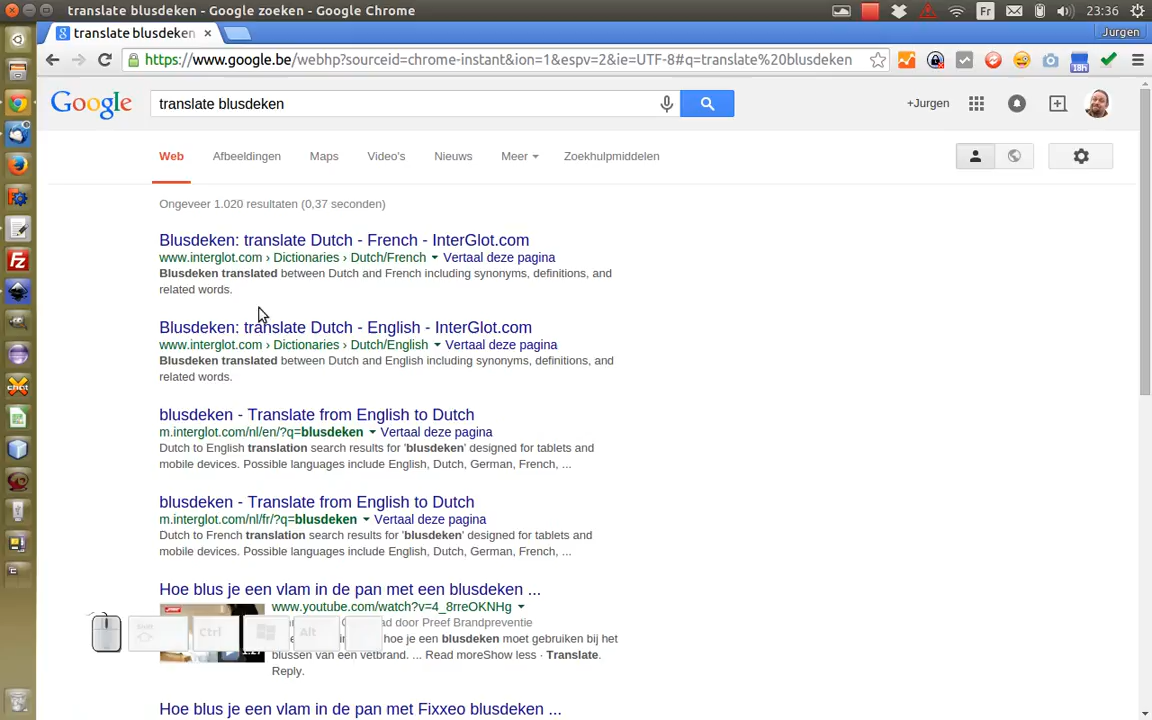 translate blusdeken - Google zoeken - Google Chrome
Fr
23:36
translate blusdeken
Jurgen
https://www.google.be/webhp?sourceid=chrome-instant&ion=1&espv=2&ie=UTF-8#q=translate%20blusdeken
18h
Google
translate blusdeken
+Jurgen
Web
Afbeeldingen
Maps
Video's
Nieuws
Meer
Zoekhulpmiddelen
Ongeveer 1.020 resultaten (0,37 seconden)
Blusdeken: translate Dutch - French - InterGlot.com
www.interglot.com › Dictionaries › Dutch/French Vertaal deze pagina
Blusdeken translated between Dutch and French including synonyms, definitions, and
related words.
Blusdeken: translate Dutch - English - InterGlot.com
www.interglot.com › Dictionaries › Dutch/English Vertaal deze pagina
Blusdeken translated between Dutch and English including synonyms, definitions, and
related words.
blusdeken - Translate from English to Dutch
m.interglot.com/nl/en/?q=blusdeken Vertaal deze pagina
Dutch to English translation search results for 'blusdeken' designed for tablets and
mobile devices. Possible languages include English, Dutch, German, French, ...
blusdeken - Translate from English to Dutch
m.interglot.com/nl/fr/?q=blusdeken Vertaal deze pagina
Dutch to French translation search results for 'blusdeken' designed for tablets and
mobile devices. Possible languages include English, Dutch, German, French, ...
Hoe blus je een vlam in de pan met een blusdeken ...
www.youtube.com/watch?v=4_8rreOKNHg
ad door Preef Brandpreventie
hoe je een blusdeken moet gebruiken bij het
blussen van een vetbrand. ... Read moreShow less · Translate.
Reply.
Shift
Ctrl
Alt
1:27
Hoe blus je een vlam in de pan met Fixxeo blusdeken ...